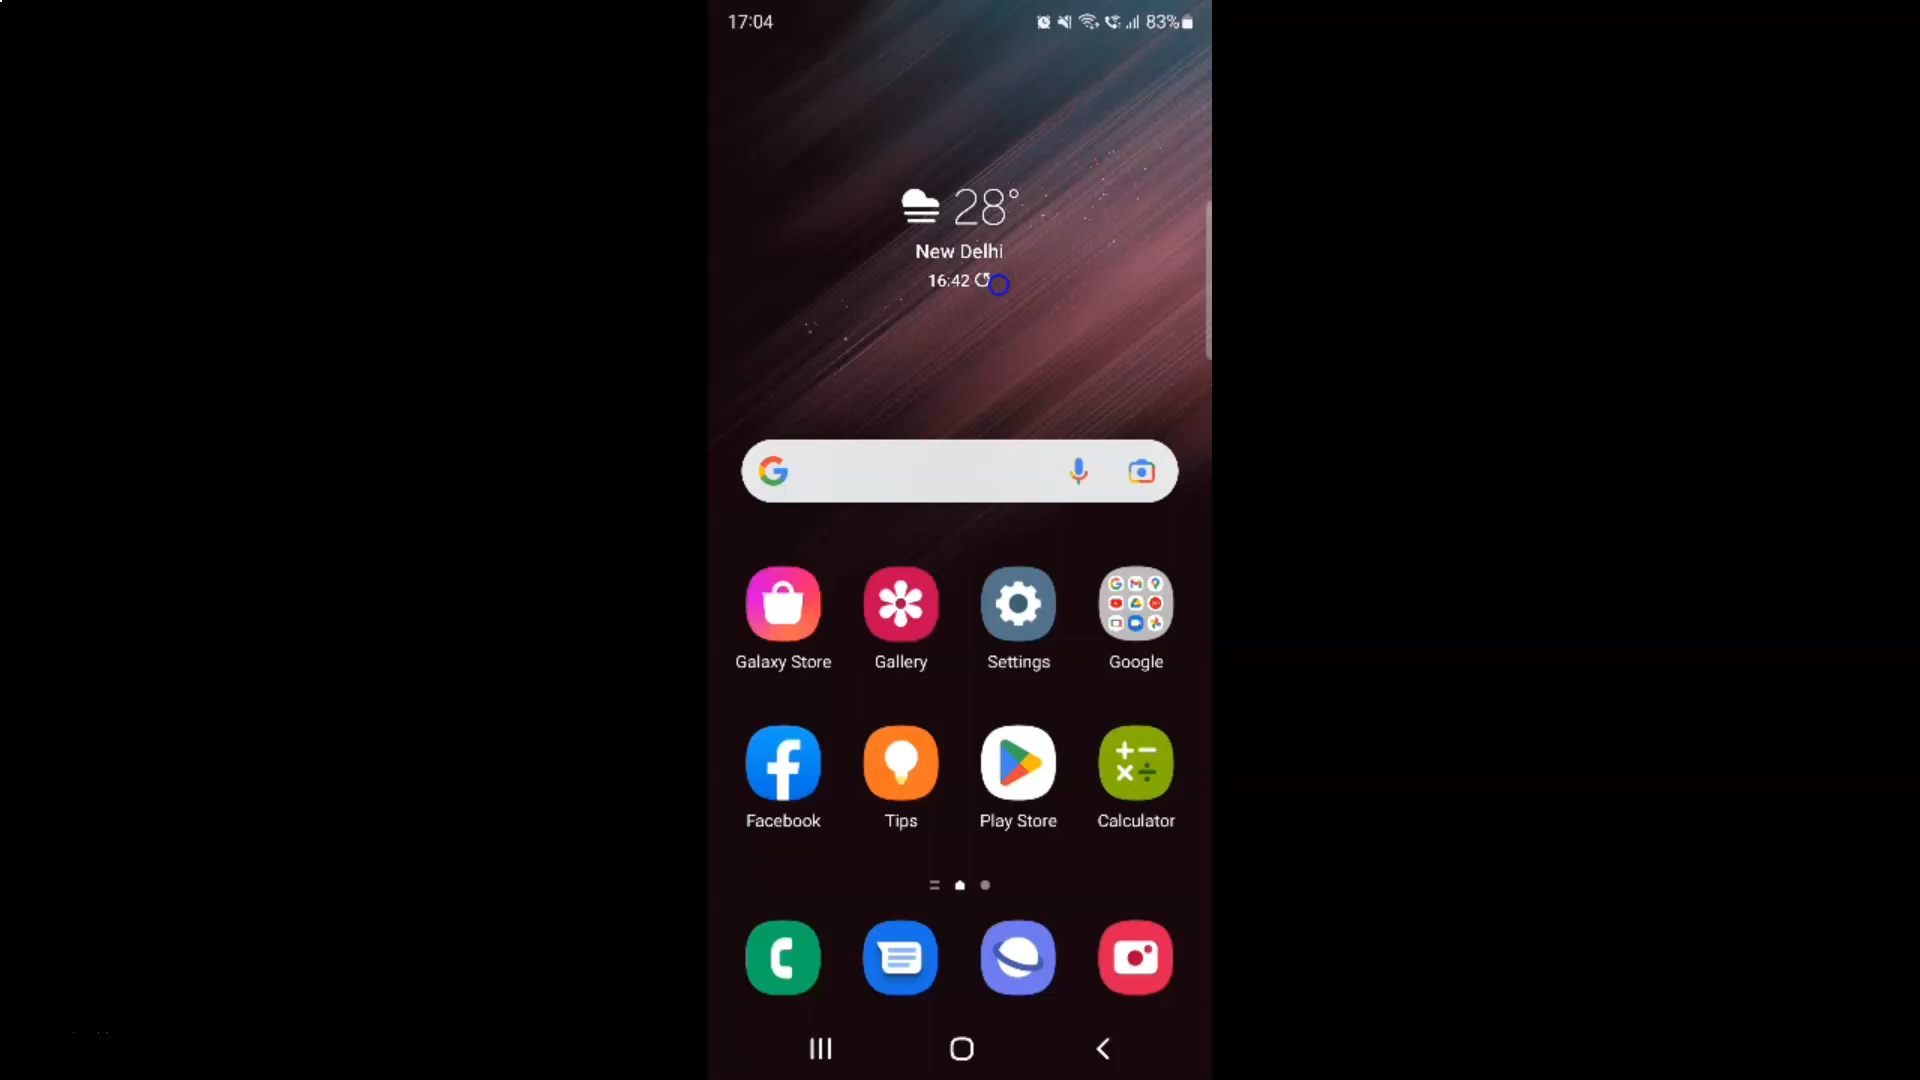 17:04
83%
28°
New Delhi
16:42
Galaxy Store
Gallery
Settings
Google
Facebook
Tips
Play Store
Calculator